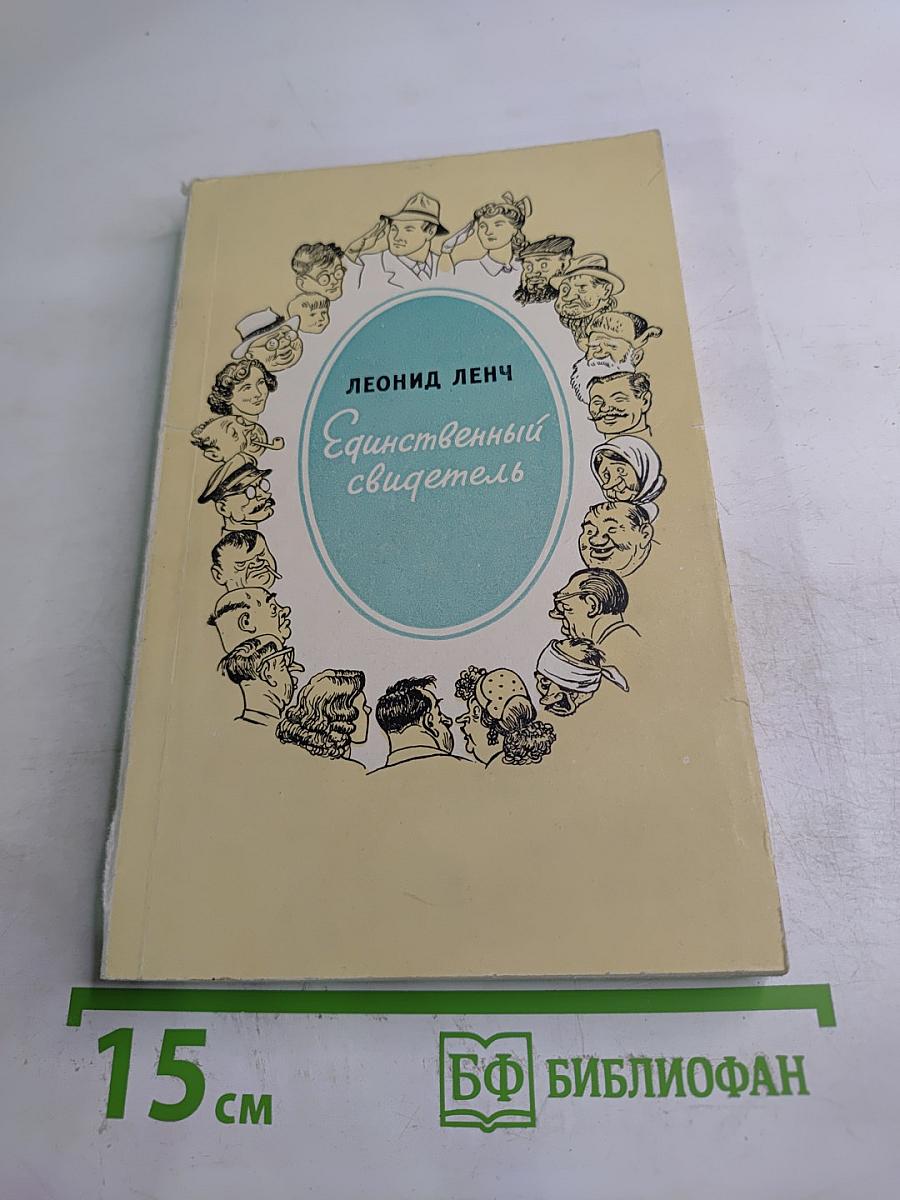 ЛЕОНИД ЛЕНЧ
Единственный
свидетель
15 см
БФ БИБЛИОФАН